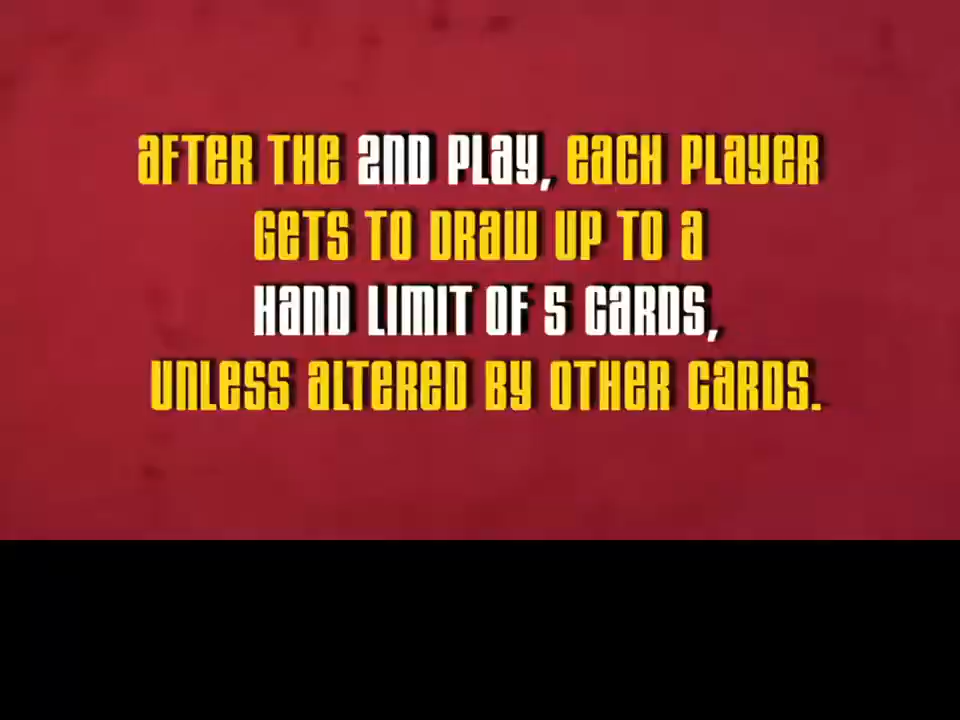 AFTER THE 2ND PLAY, EACH PLAYER
GETS TO DRAW UP TO A
HAND LIMIT OF 5 CARDS,
UNLESS ALTERED BY OTHER CARDS.